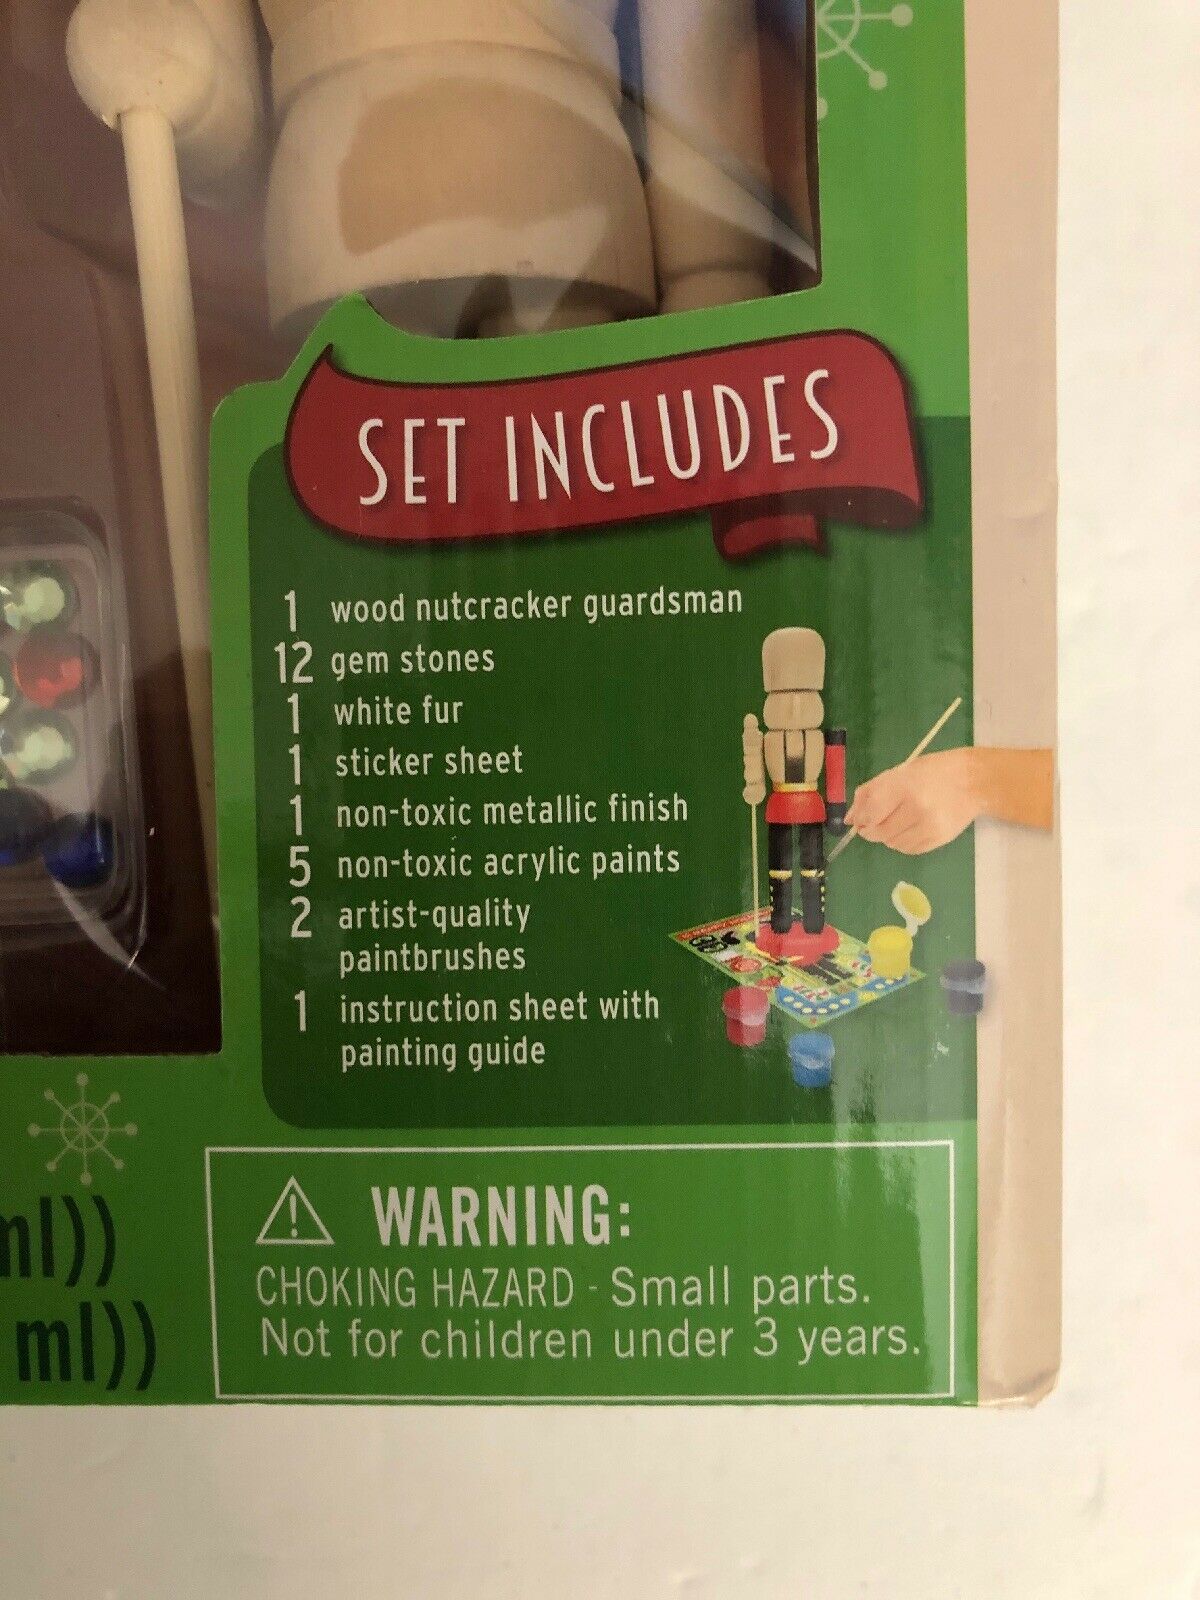 SET INCLUDES
1 wood nutcracker guardsman
12 gem stones
1 white fur
1 sticker sheet
1 non-toxic metallic finish
5 non-toxic acrylic paints
2 artist-quality
paintbrushes
1 instruction sheet with
painting guide
ml))
ml))
WARNING:
CHOKING HAZARD - Small parts.
Not for children under 3 years.